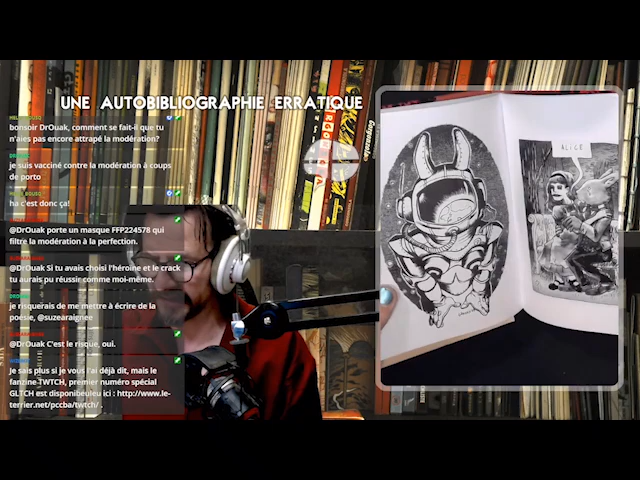 UNE AUTOBIBLIOGRAPHIE ERRATIQUE
bonsoir DrOuak, comment se fait-il que tu
n'aies pas encore attrapé la modération?
je suis vacciné contre la modération à coups
de porto
ha c'est donc ça!
@DrOuak porte un masque FFP224578 qui
filtre la modération à la perfection.
@DrOuak Si tu avais choisi l'héroïne et le crack
tu aurais pu réussir comme moi-même.
je risquerais de me mettre à écrire de la
poesie, @suzearaignee
@DrOuak C'est le risque, oui.
Je sais plus si je vous l'ai déjà dit, mais le
fanzine TWTCH, premier numéro spécial
GLTCH est disponibeuleu ici : http://www.le-
terrier.net/pccba/twtch/ .
ALICE